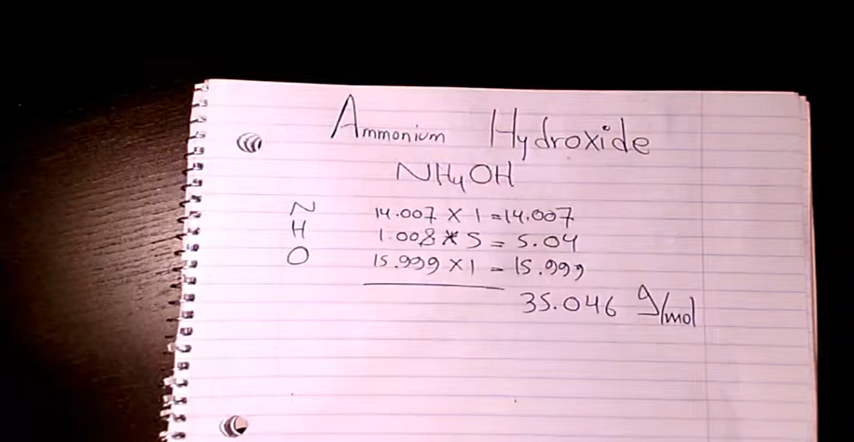 Ammonium Hydroxide
NH4OH
N 14.007 × 1 = 14.007
H 1.008 * 5 = 5.04
O 15.999 × 1 = 15.999
35.046 g/mol